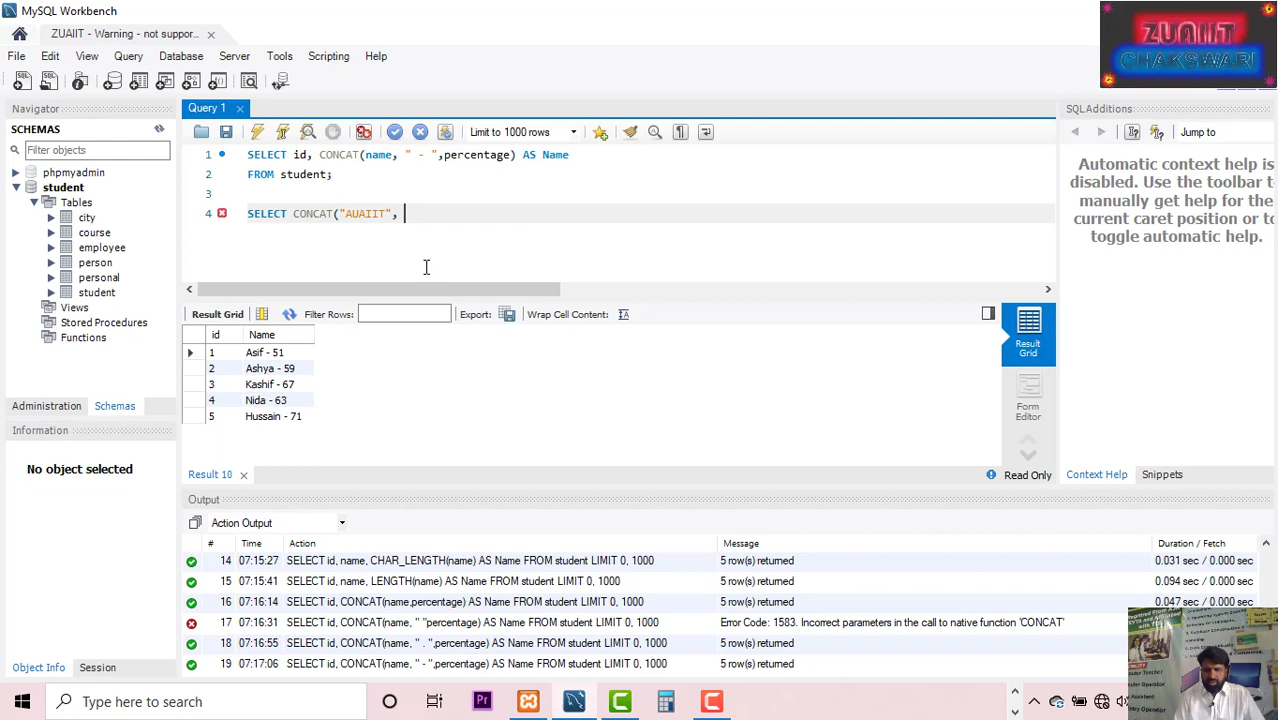 MySQL Workbench
ZUAIIT - Warning - not suppor...
File Edit View Query Database Server Tools Scripting Help
ZUAIIT
CHAKSWARI
Navigator
SCHEMAS
Filter objects
phpmyadmin
student
Tables
city
course
employee
person
personal
student
Views
Stored Procedures
Functions
Administration Schemas
Information
No object selected
Object Info Session
Query 1
Limit to 1000 rows
1 SELECT id, CONCAT(name, " - ",percentage) AS Name
2 FROM student;
3
4 SELECT CONCAT("AUAIIT",
Result Grid Filter Rows: Export: Wrap Cell Content:
id Name
1 Asif - 51
2 Ashya - 59
3 Kashif - 67
4 Nida - 63
5 Hussain - 71
Result Grid
Form Editor
Result 10
Read Only
SQLAdditions
Jump to
Automatic context help is
disabled. Use the toolbar t
manually get help for the
current caret position or to
toggle automatic help.
Context Help Snippets
Output
Action Output
# Time Action Message Duration / Fetch
14 07:15:27 SELECT id, name, CHAR_LENGTH(name) AS Name FROM student LIMIT 0, 1000 5 row(s) returned 0.031 sec / 0.000 sec
15 07:15:41 SELECT id, name, LENGTH(name) AS Name FROM student LIMIT 0, 1000 5 row(s) returned 0.094 sec / 0.000 sec
16 07:16:14 SELECT id, CONCAT(name,percentage) AS Name FROM student LIMIT 0, 1000 5 row(s) returned 0.047 sec / 0.000 sec
17 07:16:31 SELECT id, CONCAT(name, " "percentage) AS Name FROM student LIMIT 0, 1000 Error Code: 1583. Incorrect parameters in the call to native function 'CONCAT'
18 07:16:55 SELECT id, CONCAT(name, " . ",percentage) AS Name FROM student LIMIT 0, 1000 5 row(s) returned
19 07:17:06 SELECT id, CONCAT(name, " - ",percentage) AS Name FROM student LIMIT 0, 1000 5 row(s) returned
Type here to search